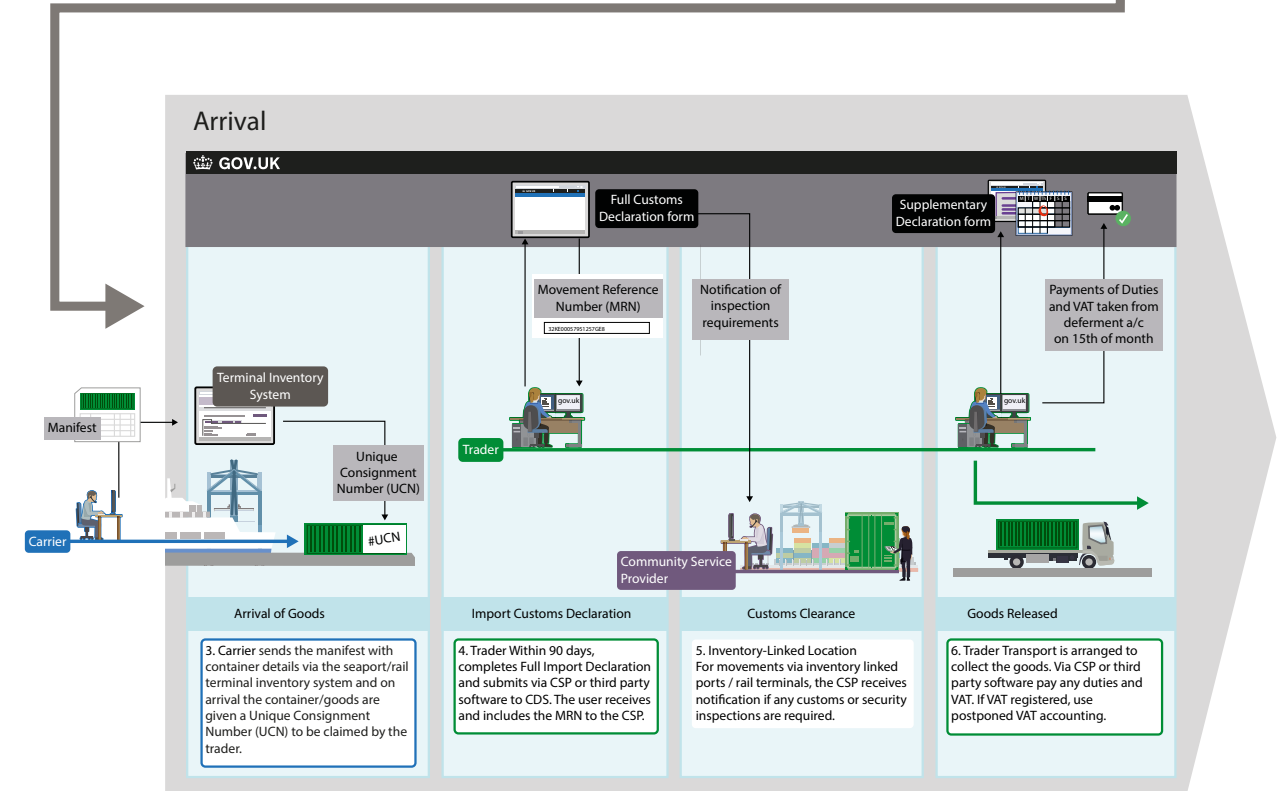 Arrival
GOV.UK
Full Customs
Declaration form
Supplementary
Declaration form
Movement Reference
Number (MRN)
32KE00057951257GE8
Notification of
inspection
requirements
Payments of Duties
and VAT taken from
deferment a/c
on 15th of month
Terminal Inventory
System
Manifest
Unique
Consignment
Number (UCN)
gov.uk
gov.uk
Trader
#UCN
Carrier
Community Service
Provider
Arrival of Goods
Import Customs Declaration
Customs Clearance
Goods Released
3. Carrier sends the manifest with
container details via the seaport/rail
terminal inventory system and on
arrival the container/goods are
given a Unique Consignment
Number (UCN) to be claimed by the
trader.
4. Trader Within 90 days,
completes Full Import Declaration
and submits via CSP or third party
software to CDS. The user receives
and includes the MRN to the CSP.
5. Inventory-Linked Location
For movements via inventory linked
ports / rail terminals, the CSP receives
notification if any customs or security
inspections are required.
6. Trader Transport is arranged to
collect the goods. Via CSP or third
party software pay any duties and
VAT. If VAT registered, use
postponed VAT accounting.